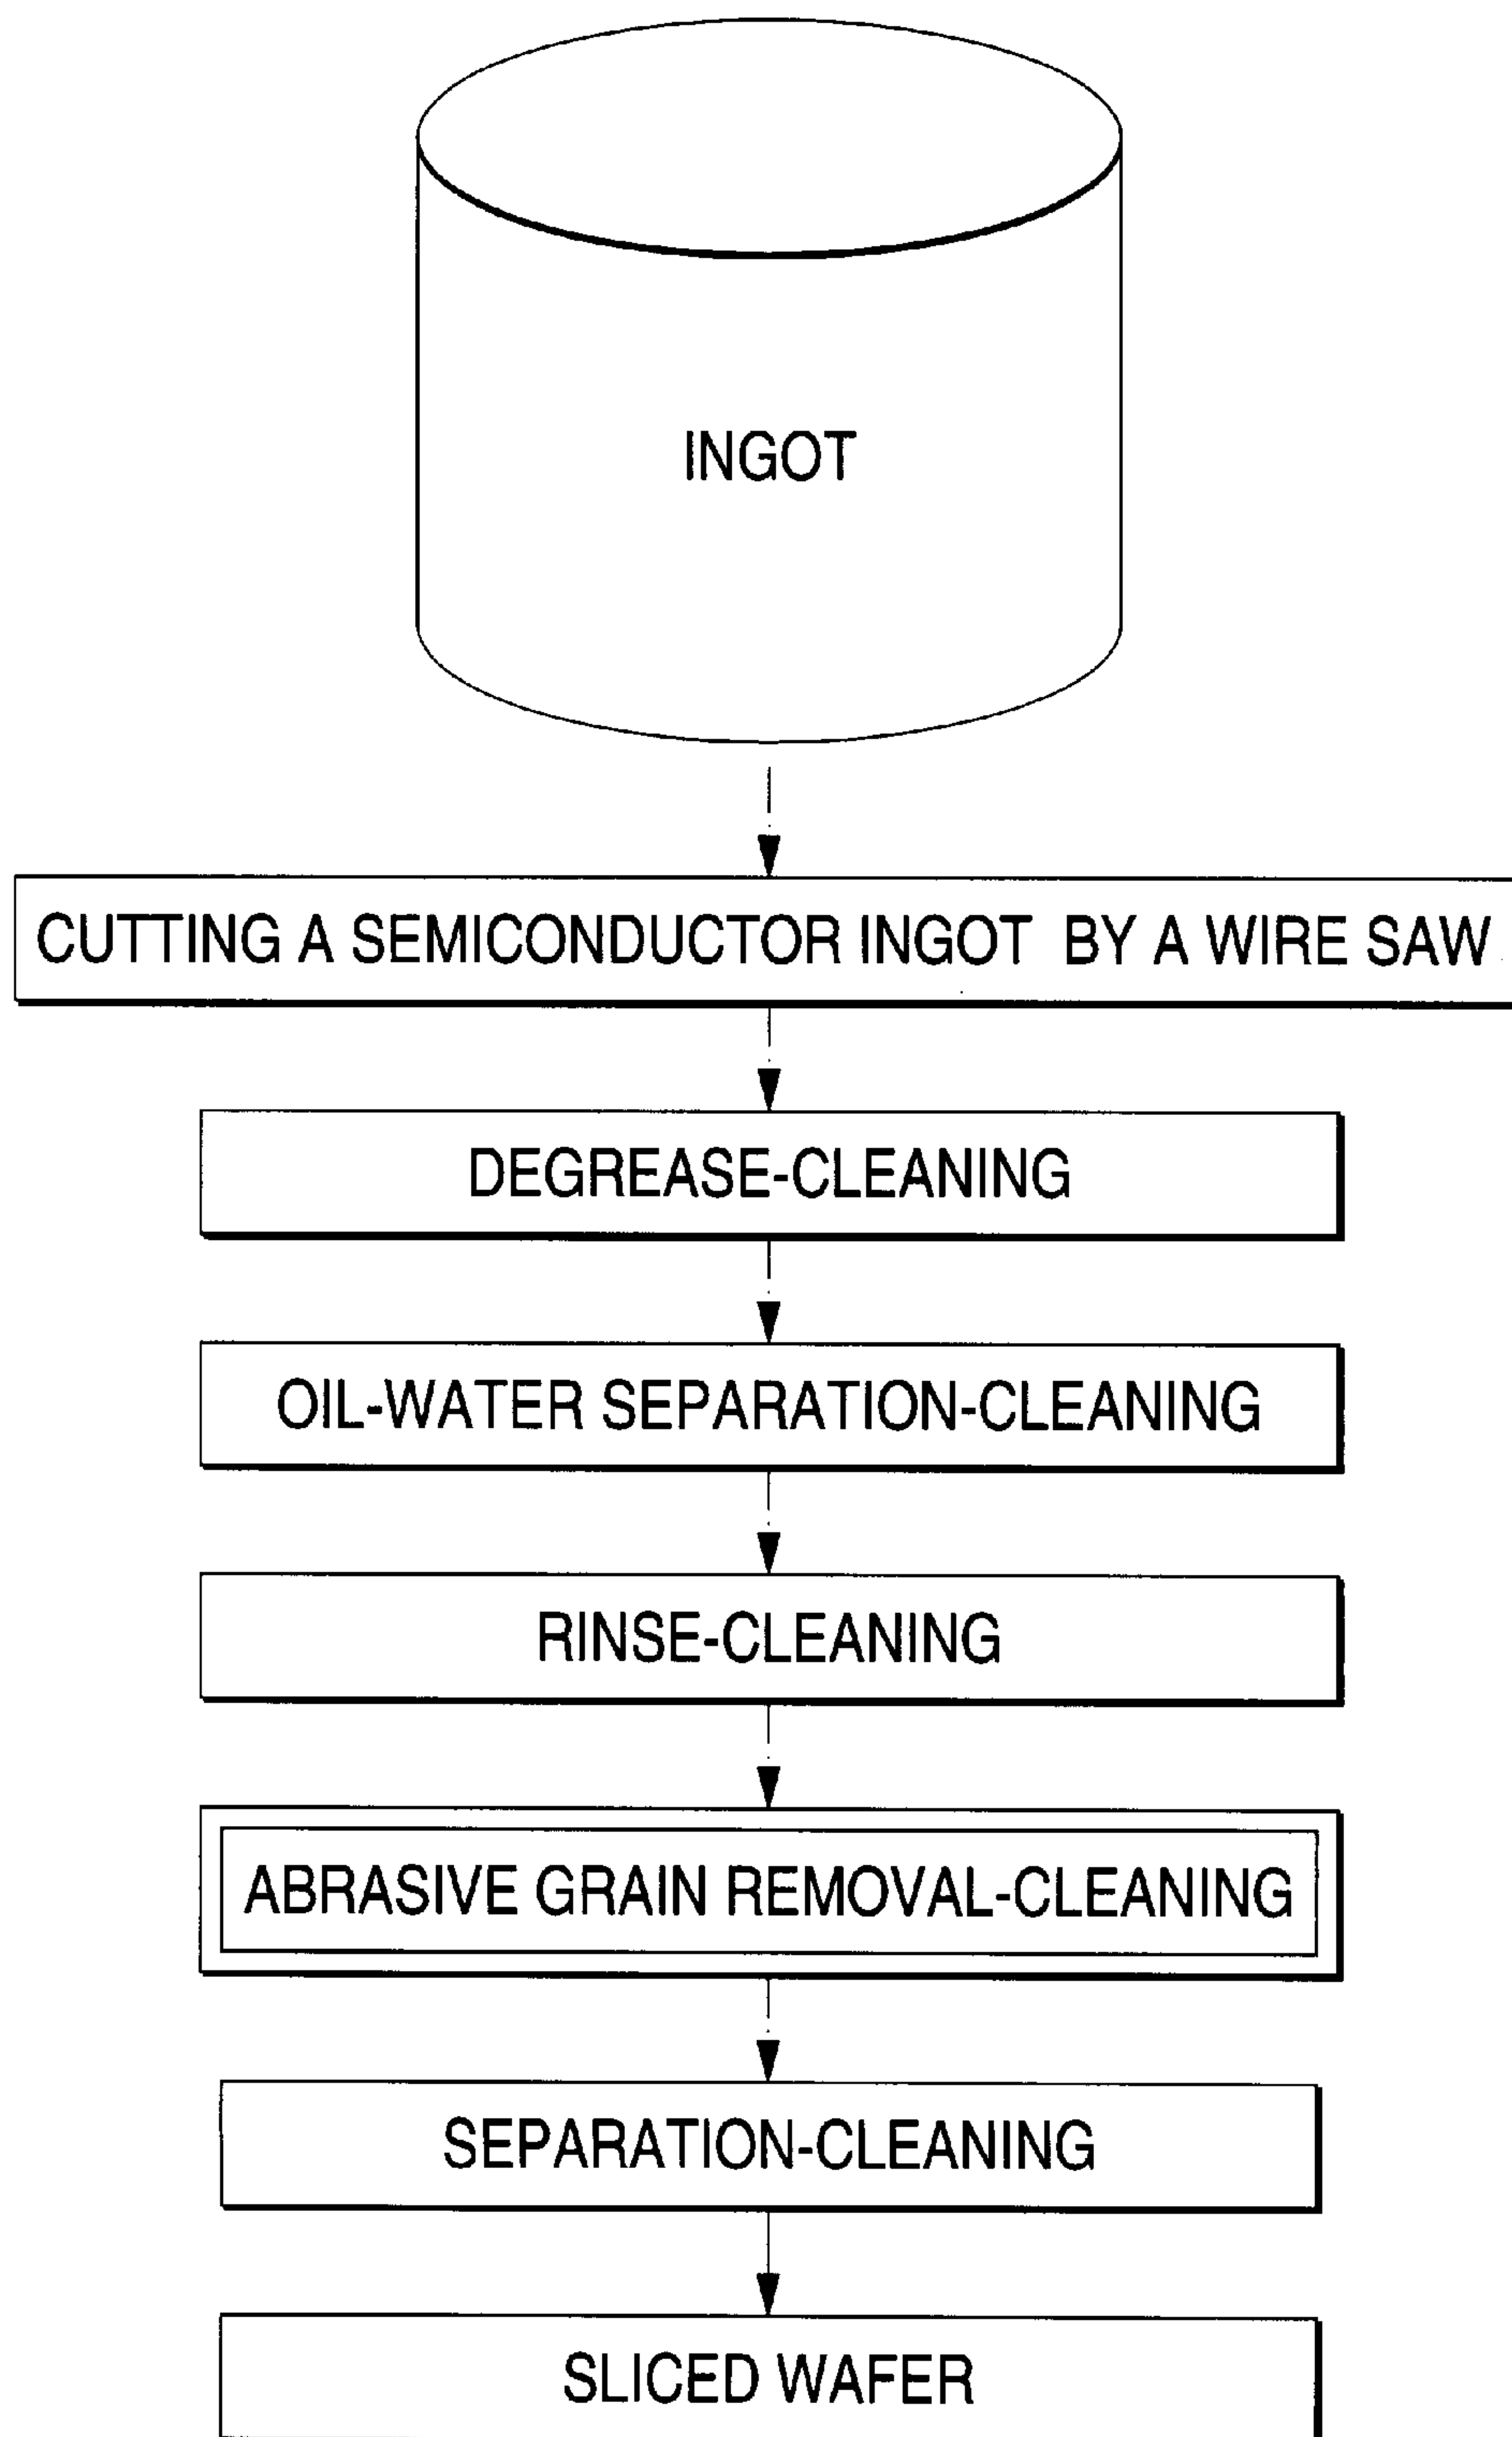 INGOT
CUTTING A SEMICONDUCTOR INGOT BY A WIRE SAW
DEGREASE-CLEANING
OIL-WATER SEPARATION-CLEANING
RINSE-CLEANING
ABRASIVE GRAIN REMOVAL-CLEANING
SEPARATION-CLEANING
SLICED WAFER